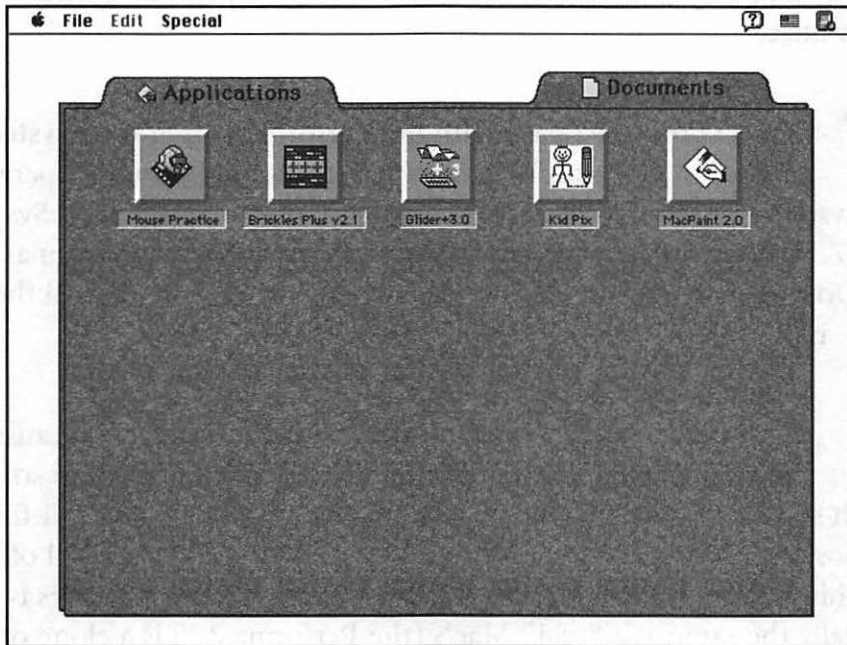 File Edit Special
Applications
Documents
Mouse Practice
Brickles Plus v2.1
Glider+3.0
Kid Pix
MacPaint 2.0